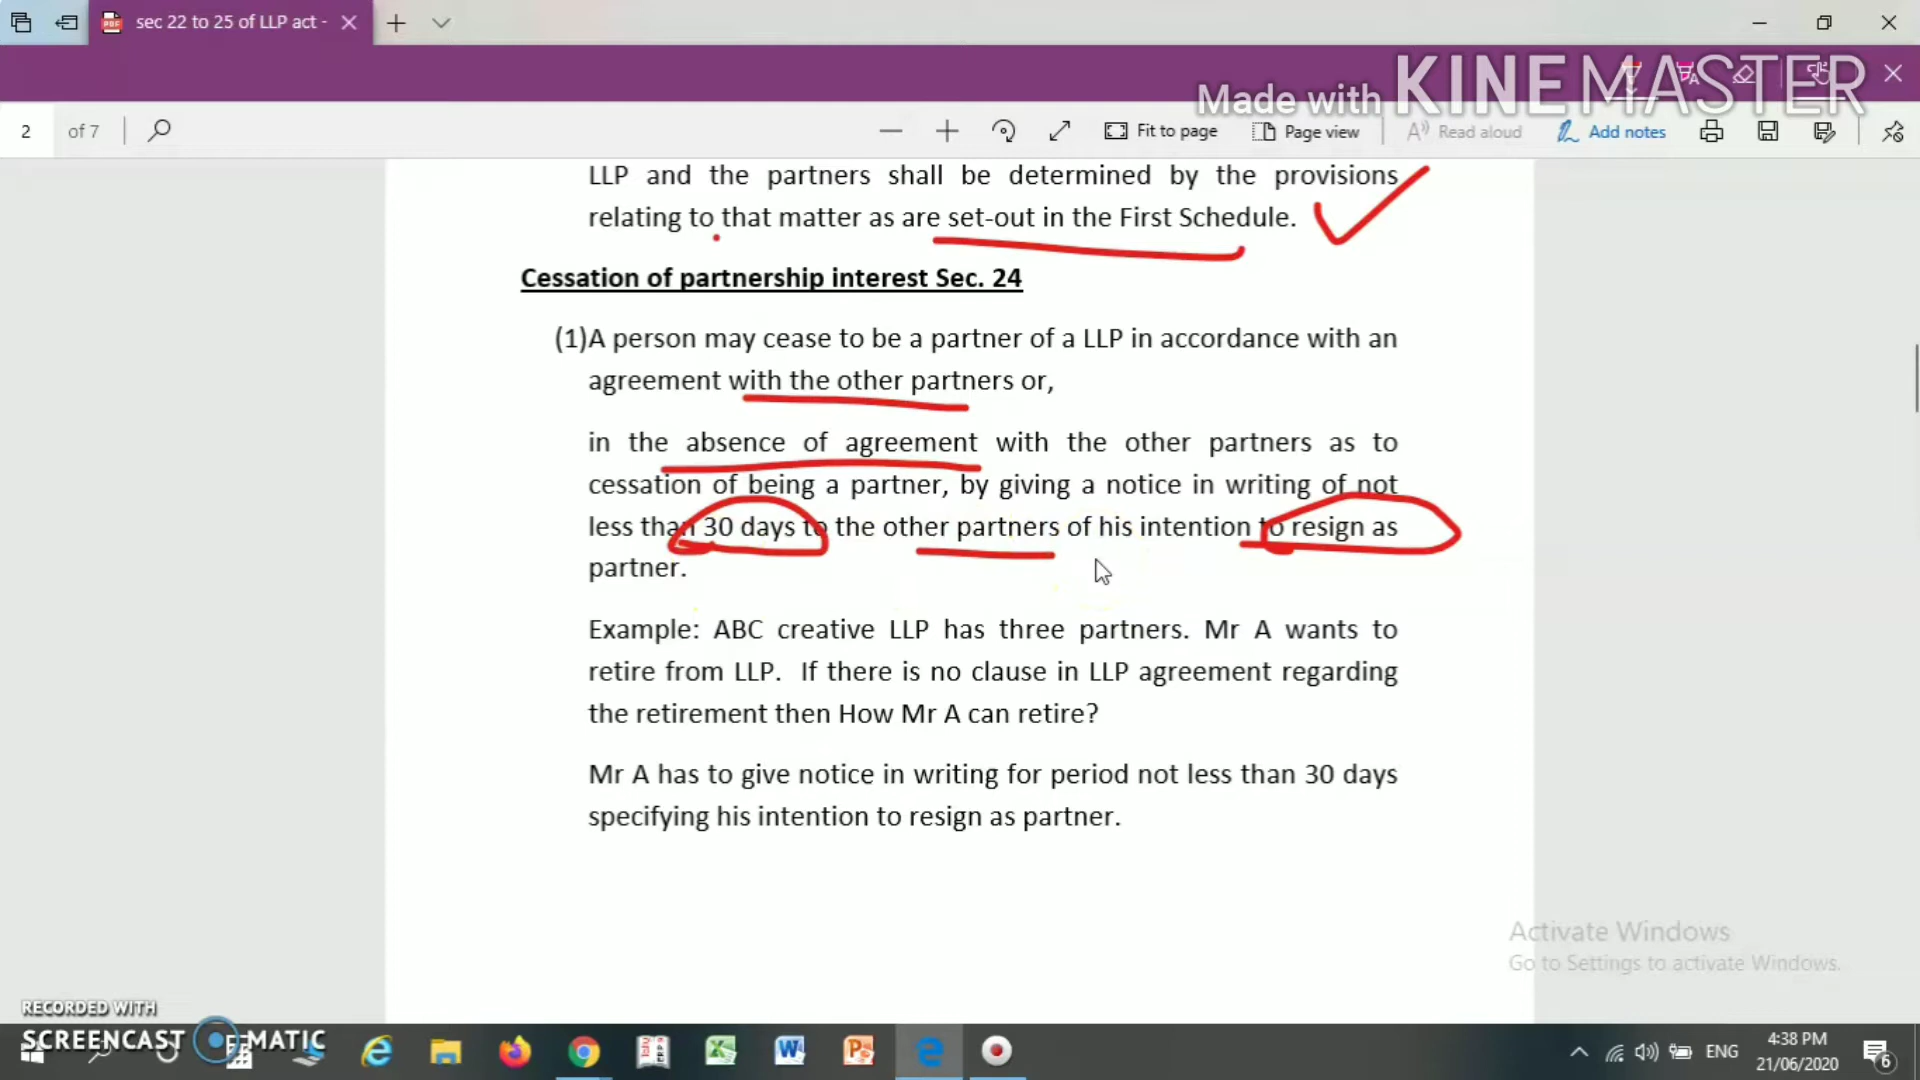 sec 22 to 25 of LLP act -
Made with KINEMASTER
2 of 7
Fit to page
Page view
Read aloud
Add notes
LLP and the partners shall be determined by the provisions
relating to that matter as are set-out in the First Schedule.
Cessation of partnership interest Sec. 24
(1)A person may cease to be a partner of a LLP in accordance with an
agreement with the other partners or,
in the absence of agreement with the other partners as to
cessation of being a partner, by giving a notice in writing of not
less than 30 days to the other partners of his intention to resign as
partner.
Example: ABC creative LLP has three partners. Mr A wants to
retire from LLP. If there is no clause in LLP agreement regarding
the retirement then How Mr A can retire?
Mr A has to give notice in writing for period not less than 30 days
specifying his intention to resign as partner.
Activate Windows
Go to Settings to activate Windows.
RECORDED WITH
SCREENCAST MATIC
ENG
4:38 PM
21/06/2020
6